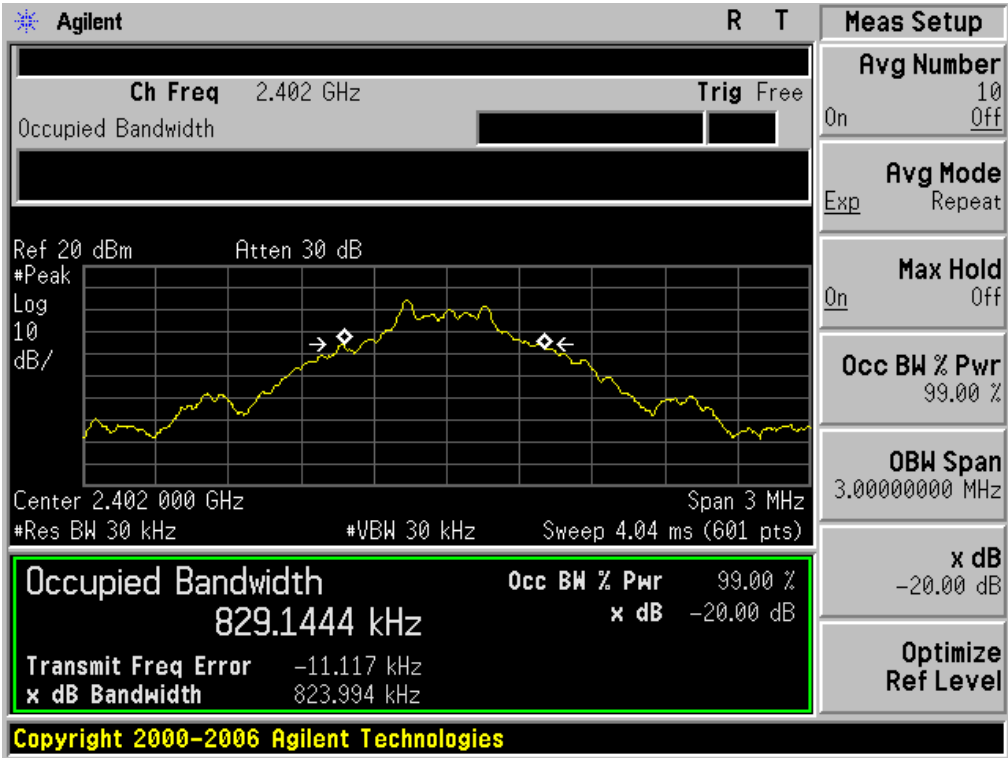 Agilent R T
Ch Freq 2.402 GHz Trig Free
Occupied Bandwidth
Ref 20 dBm Atten 30 dB
#Peak
Log
10
dB/
Center 2.402 000 GHz Span 3 MHz
#Res BW 30 kHz #VBW 30 kHz Sweep 4.04 ms (601 pts)
Occupied Bandwidth Occ BW % Pwr 99.00 %
829.1444 kHz x dB -20.00 dB
Transmit Freq Error -11.117 kHz
x dB Bandwidth 823.994 kHz
Copyright 2000-2006 Agilent Technologies
Meas Setup
Avg Number
10
On Off
Avg Mode
Exp Repeat
Max Hold
On Off
Occ BW % Pwr
99.00 %
OBW Span
3.00000000 MHz
x dB
-20.00 dB
Optimize
Ref Level